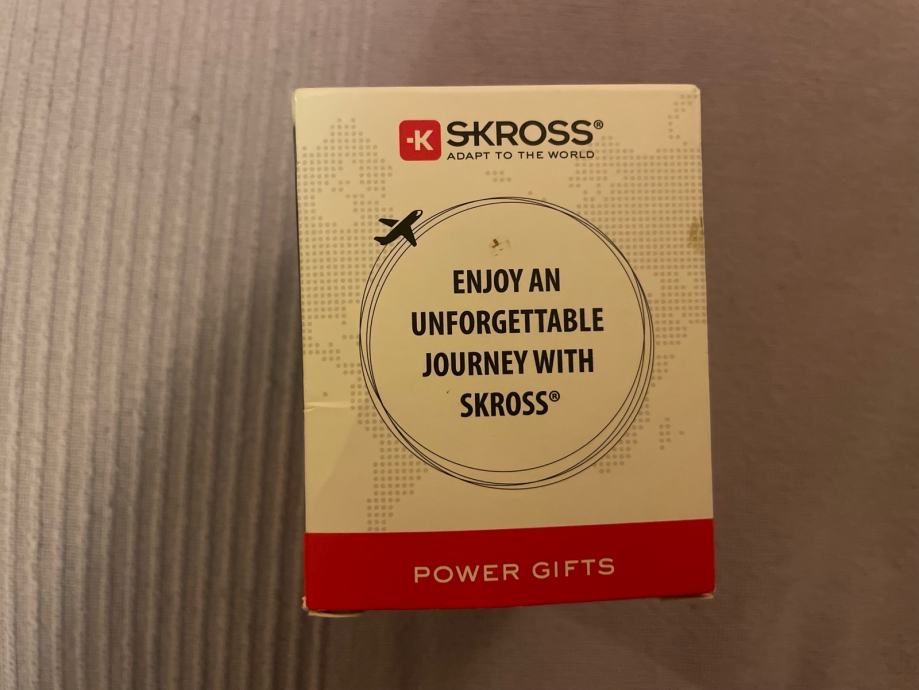 -K SKROSS®
ADAPT TO THE WORLD
ENJOY AN
UNFORGETTABLE
JOURNEY WITH
SKROSS®
POWER GIFTS